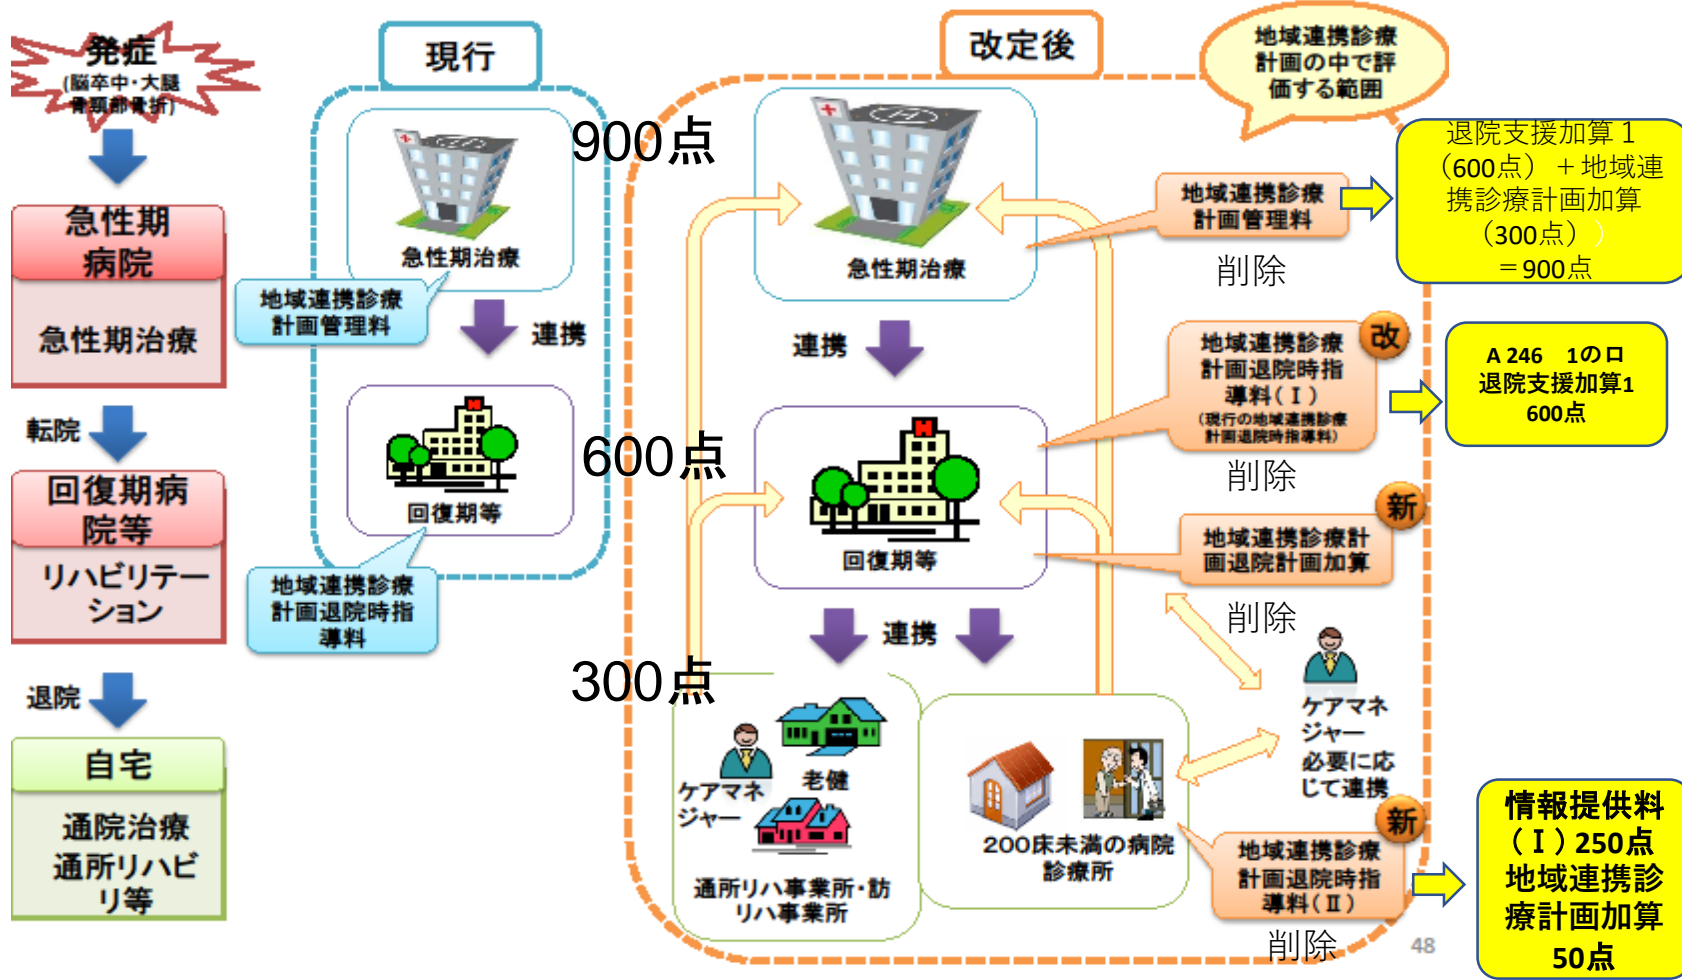 発症
(脳卒中・大腿
骨頚部骨折)
急性期
病院
急性期治療
転院
回復期病
院等
リハビリテー
ション
退院
自宅
通院治療
通所リハビ
リ等
現行
急性期治療
地域連携診療
計画管理料
連携
回復期等
地域連携診療
計画退院時指
導料
900点
600点
300点
改定後
地域連携診療
計画の中で評
価する範囲
急性期治療
地域連携診療
計画管理料
削除
退院支援加算１
（600点）＋地域連
携診療計画加算
（300点））
＝900点
連携
地域連携診療
計画退院時指
導料(Ⅰ)
(現行の地域連携診療
計画退院時指導料)
改
削除
A 246　1のロ
退院支援加算1
600点
回復期等
新
地域連携診療計
画退院計画加算
削除
連携
ケアマネ
ジャー
老健
通所リハ事業所・訪
リハ事業所
200床未満の病院
診療所
ケアマネ
ジャー
必要に応
じて連携
新
地域連携診療
計画退院時指
導料(Ⅱ)
削除
情報提供料
(Ⅰ) 250点
地域連携診
療計画加算
50点
48